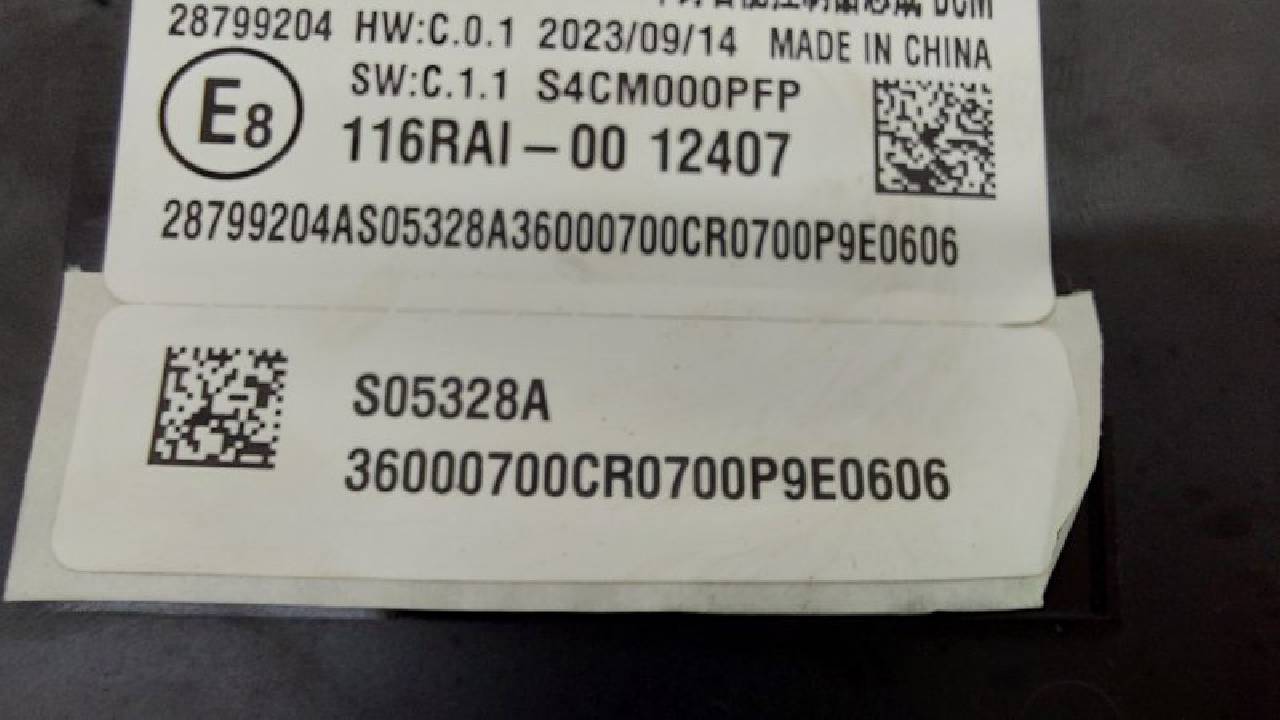 DCM
28799204 HW:C.0.1 2023/09/14 MADE IN CHINA
SW:C.1.1 S4CM000PFP
E8
116RAI-00 12407
28799204AS05328A36000700CR0700P9E0606
S05328A
36000700CR0700P9E0606